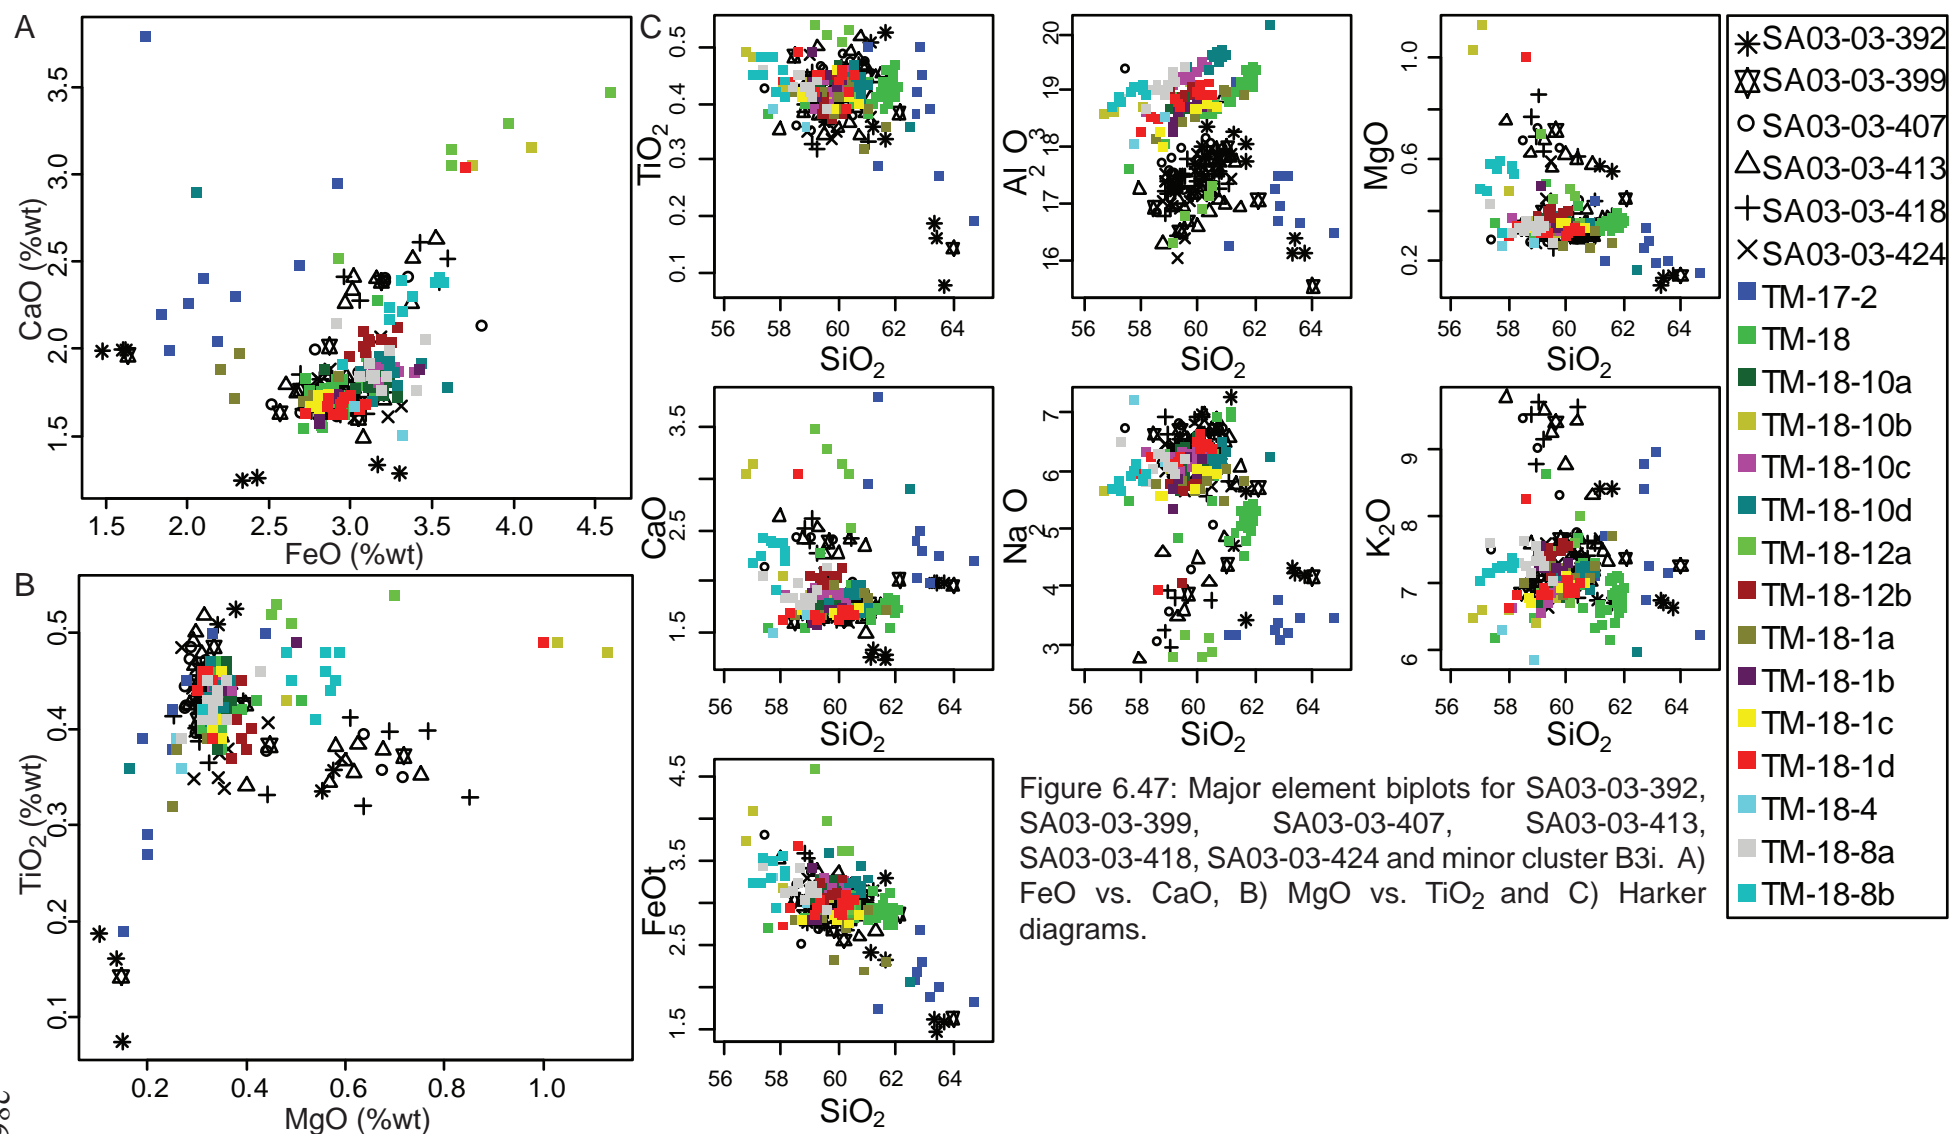 A
CaO (%wt)
3.5
3.0
2.5
2.0
1.5
1.5 2.0 2.5 3.0 3.5 4.0 4.5
FeO (%wt)
B
TiO2 (%wt)
0.5
0.4
0.3
0.2
0.1
0.2 0.4 0.6 0.8 1.0
MgO (%wt)
C
TiO2
0.5
0.4
0.3
0.2
0.1
56 58 60 62 64
SiO2
Al2O3
20
19
18
17
16
56 58 60 62 64
SiO2
MgO
1.0
0.6
0.2
56 58 60 62 64
SiO2
CaO
3.5
2.5
1.5
56 58 60 62 64
SiO2
Na2O
7
6
5
4
3
56 58 60 62 64
SiO2
K2O
9
8
7
6
56 58 60 62 64
SiO2
FeOt
4.5
3.5
2.5
1.5
56 58 60 62 64
SiO2
SA03-03-392
SA03-03-399
SA03-03-407
SA03-03-413
SA03-03-418
SA03-03-424
TM-17-2
TM-18
TM-18-10a
TM-18-10b
TM-18-10c
TM-18-10d
TM-18-12a
TM-18-12b
TM-18-1a
TM-18-1b
TM-18-1c
TM-18-1d
TM-18-4
TM-18-8a
TM-18-8b
Figure 6.47: Major element biplots for SA03-03-392,
SA03-03-399, SA03-03-407, SA03-03-413,
SA03-03-418, SA03-03-424 and minor cluster B3i. A)
FeO vs. CaO, B) MgO vs. TiO2 and C) Harker
diagrams.